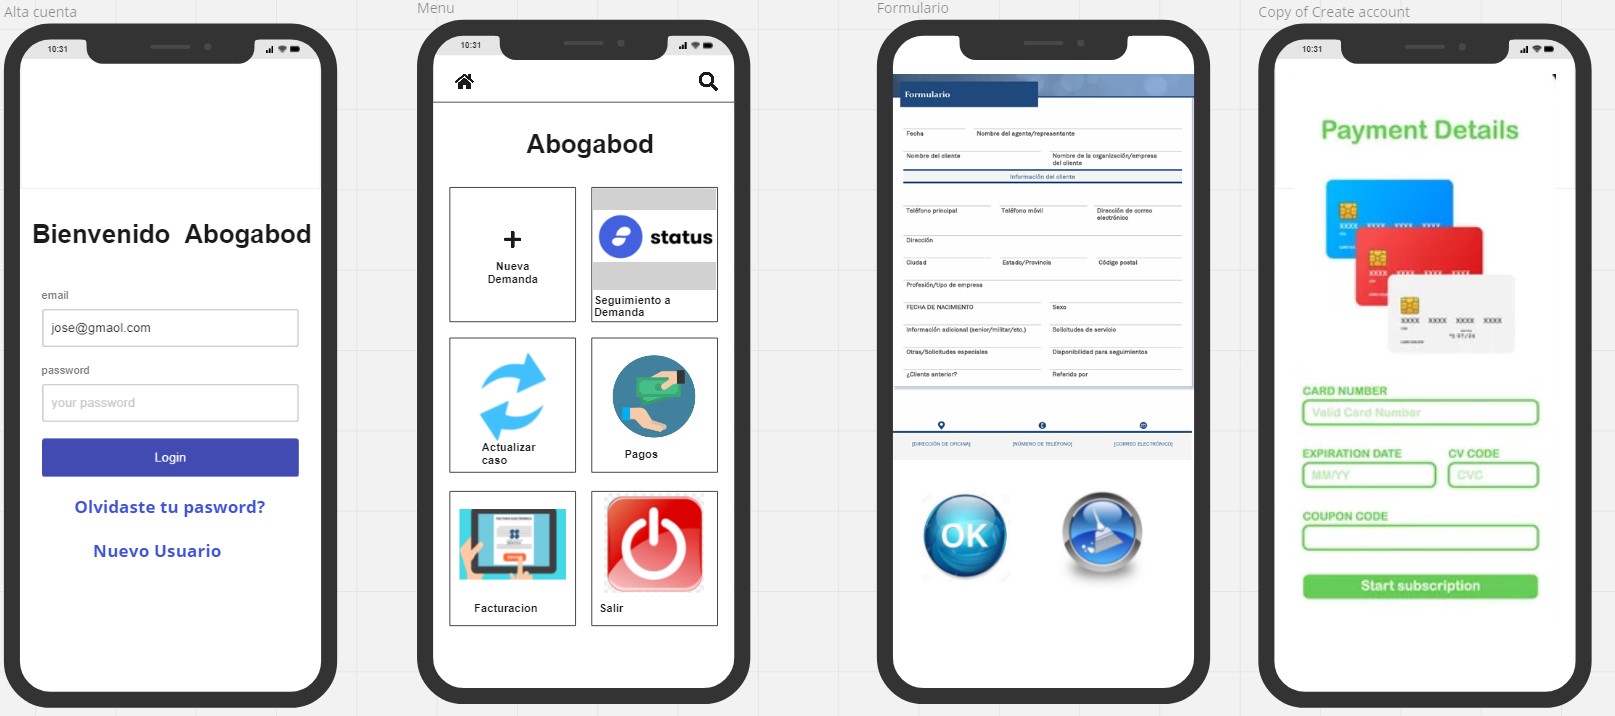 Alta cuenta
10:31
Bienvenido Abogabod
email
jose@gmaol.com
password
your password
Login
Olvidaste tu pasword?
Nuevo Usuario
Menu
10:31
Abogabod
Nueva
Demanda
status
Seguimiento a
Demanda
Actualizar
caso
Pagos
Facturacion
Salir
Formulario
Formulario
Fecha
Nombre del agente/representante
Nombre del cliente
Nombre de la organización/empresa
del cliente
Información del cliente
Teléfono principal
Teléfono móvil
Dirección de correo
electrónico
Dirección
Ciudad
Estado/Provincia
Código postal
Profesión/tipo de empresa
FECHA DE NACIMIENTO
Sexo
Información adicional (senior/militar/etc.)
Solicitudes de servicio
Otras/Solicitudes especiales
Disponibilidad para seguimientos
¿Cliente anterior?
Referido por
[DIRECCIÓN DE OFICINA]
[NÚMERO DE TELÉFONO]
[CORREO ELECTRÓNICO]
OK
Copy of Create account
10:31
Payment Details
XXXX XXXX XXXX XXXX
CARD NUMBER
Valid Card Number
EXPIRATION DATE
CV CODE
MM/YY
CVC
COUPON CODE
Start subscription